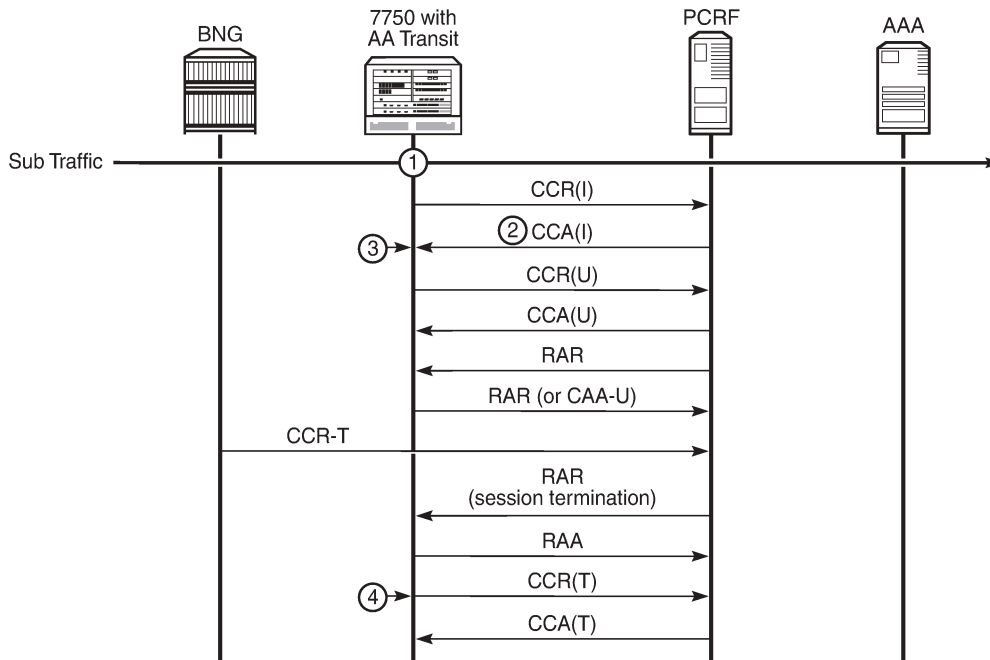 BNG
7750 with
AA Transit
PCRF
AAA
Sub Traffic
1
CCR(I)
2 CCA(I)
3
CCR(U)
CCA(U)
RAR
RAR (or CAA-U)
CCR-T
RAR
(session termination)
RAA
4
CCR(T)
CCA(T)